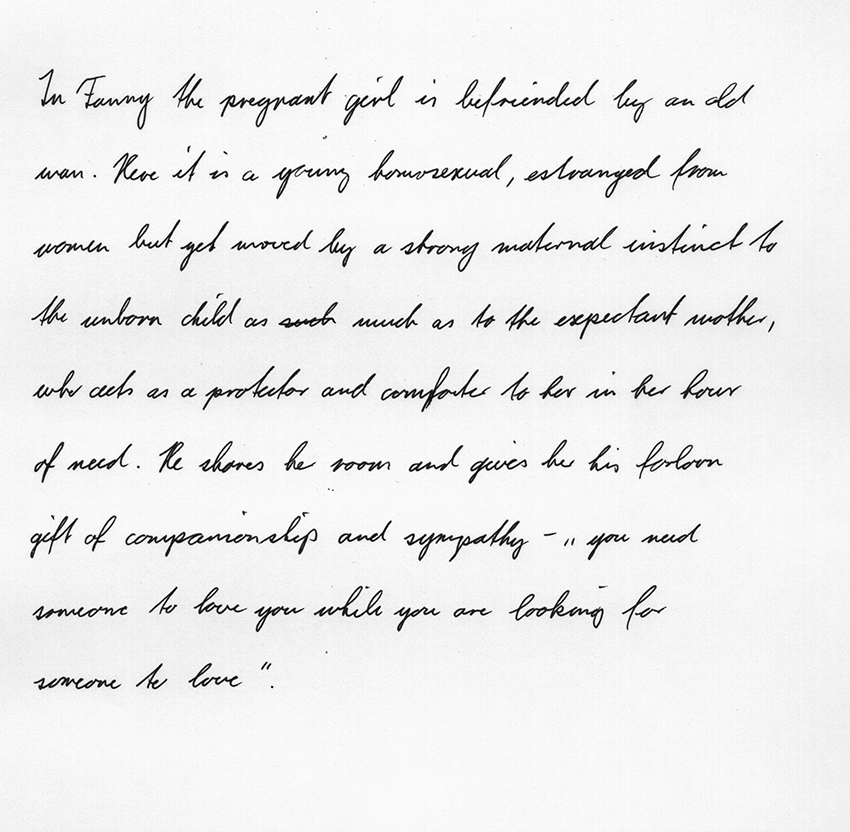 In Fanny the pregnant girl is befriended by an old
man. Here it is a young homosexual, estranged from
women but yet moved by a strong maternal instinct to
the unborn child as such much as to the expectant mother,
who acts as a protector and comforter to her in her hour
of need. He shares he room and gives her his forlorn
gift of companionship and sympathy - „ you need
someone to love you while you are looking for
someone to love ".